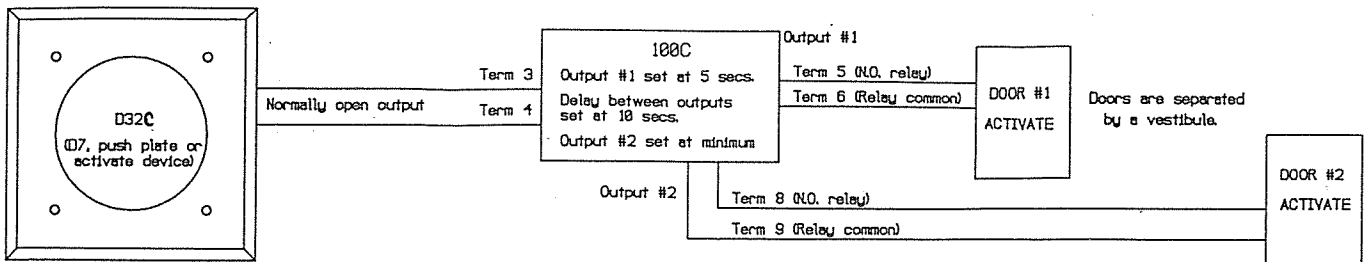 D32C
(D7, push plate or
activate device)
Normally open output
Term 3
Term 4
100C
Output #1 set at 5 secs.
Delay between outputs
set at 10 secs.
Output #2 set at minimum
Output #1
Term 5 (N.O. relay)
Term 6 (Relay common)
DOOR #1
ACTIVATE
Doors are separated
by a vestibule.
Output #2
Term 8 (N.O. relay)
Term 9 (Relay common)
DOOR #2
ACTIVATE